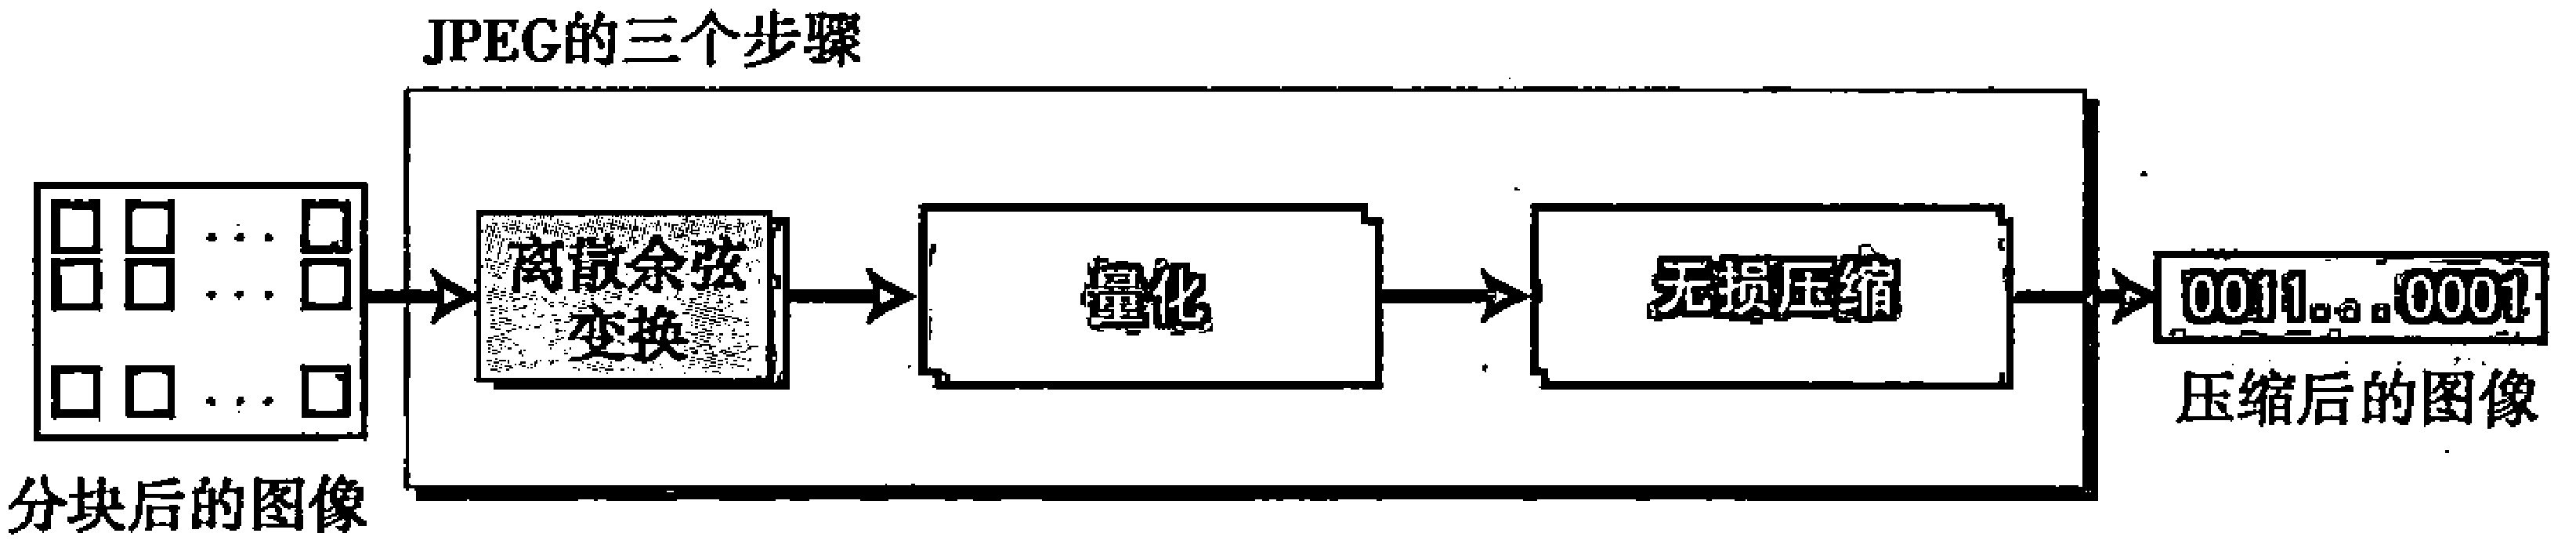 JPEG的三个步骤
离散余弦
变换
量化
无损压缩
0011...0001
压缩后的图像
分块后的图像